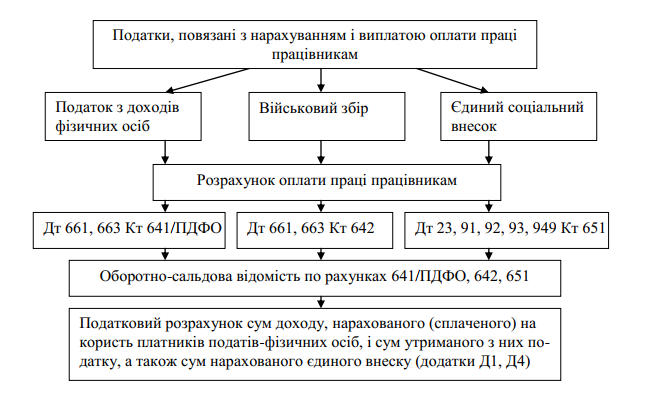 Податки, повязані з нарахуванням і виплатою оплати праці
працівникам
Податок з доходів
фізичних осіб
Військовий збір
Єдиний соціальний
внесок
Розрахунок оплати праці працівникам
Дт 661, 663 Кт 641/ПДФО
Дт 661, 663 Кт 642
Дт 23, 91, 92, 93, 949 Кт 651
Оборотно-сальдова відомість по рахунках 641/ПДФО, 642, 651
Податковий розрахунок сум доходу, нарахованого (сплаченого) на
користь платників податів-фізичних осіб, і сум утриманого з них по-
датку, а також сум нарахованого єдиного внеску (додатки Д1, Д4)